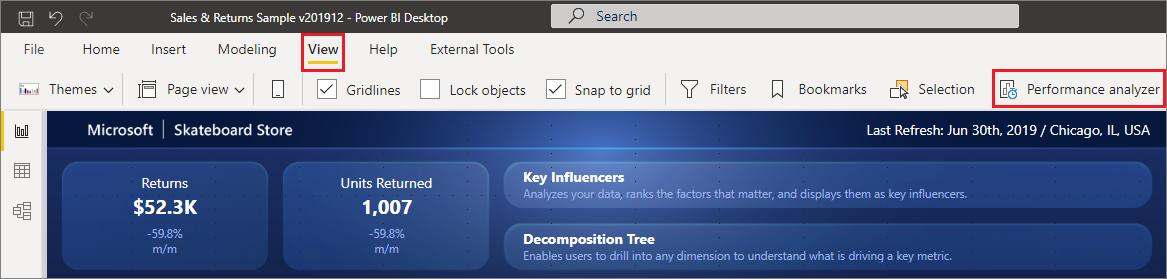 Sales & Returns Sample v201912 - Power BI Desktop
Search
File Home Insert Modeling View Help External Tools
Themes Page view Gridlines Lock objects Snap to grid Filters Bookmarks Selection Performance analyzer
Microsoft Skateboard Store
Last Refresh: Jun 30th, 2019 / Chicago, IL, USA
Returns
$52.3K
-59.8%
m/m
Units Returned
1,007
-59.8%
m/m
Key Influencers
Analyzes your data, ranks the factors that matter, and displays them as key influencers.
Decomposition Tree
Enables users to drill into any dimension to understand what is driving a key metric.